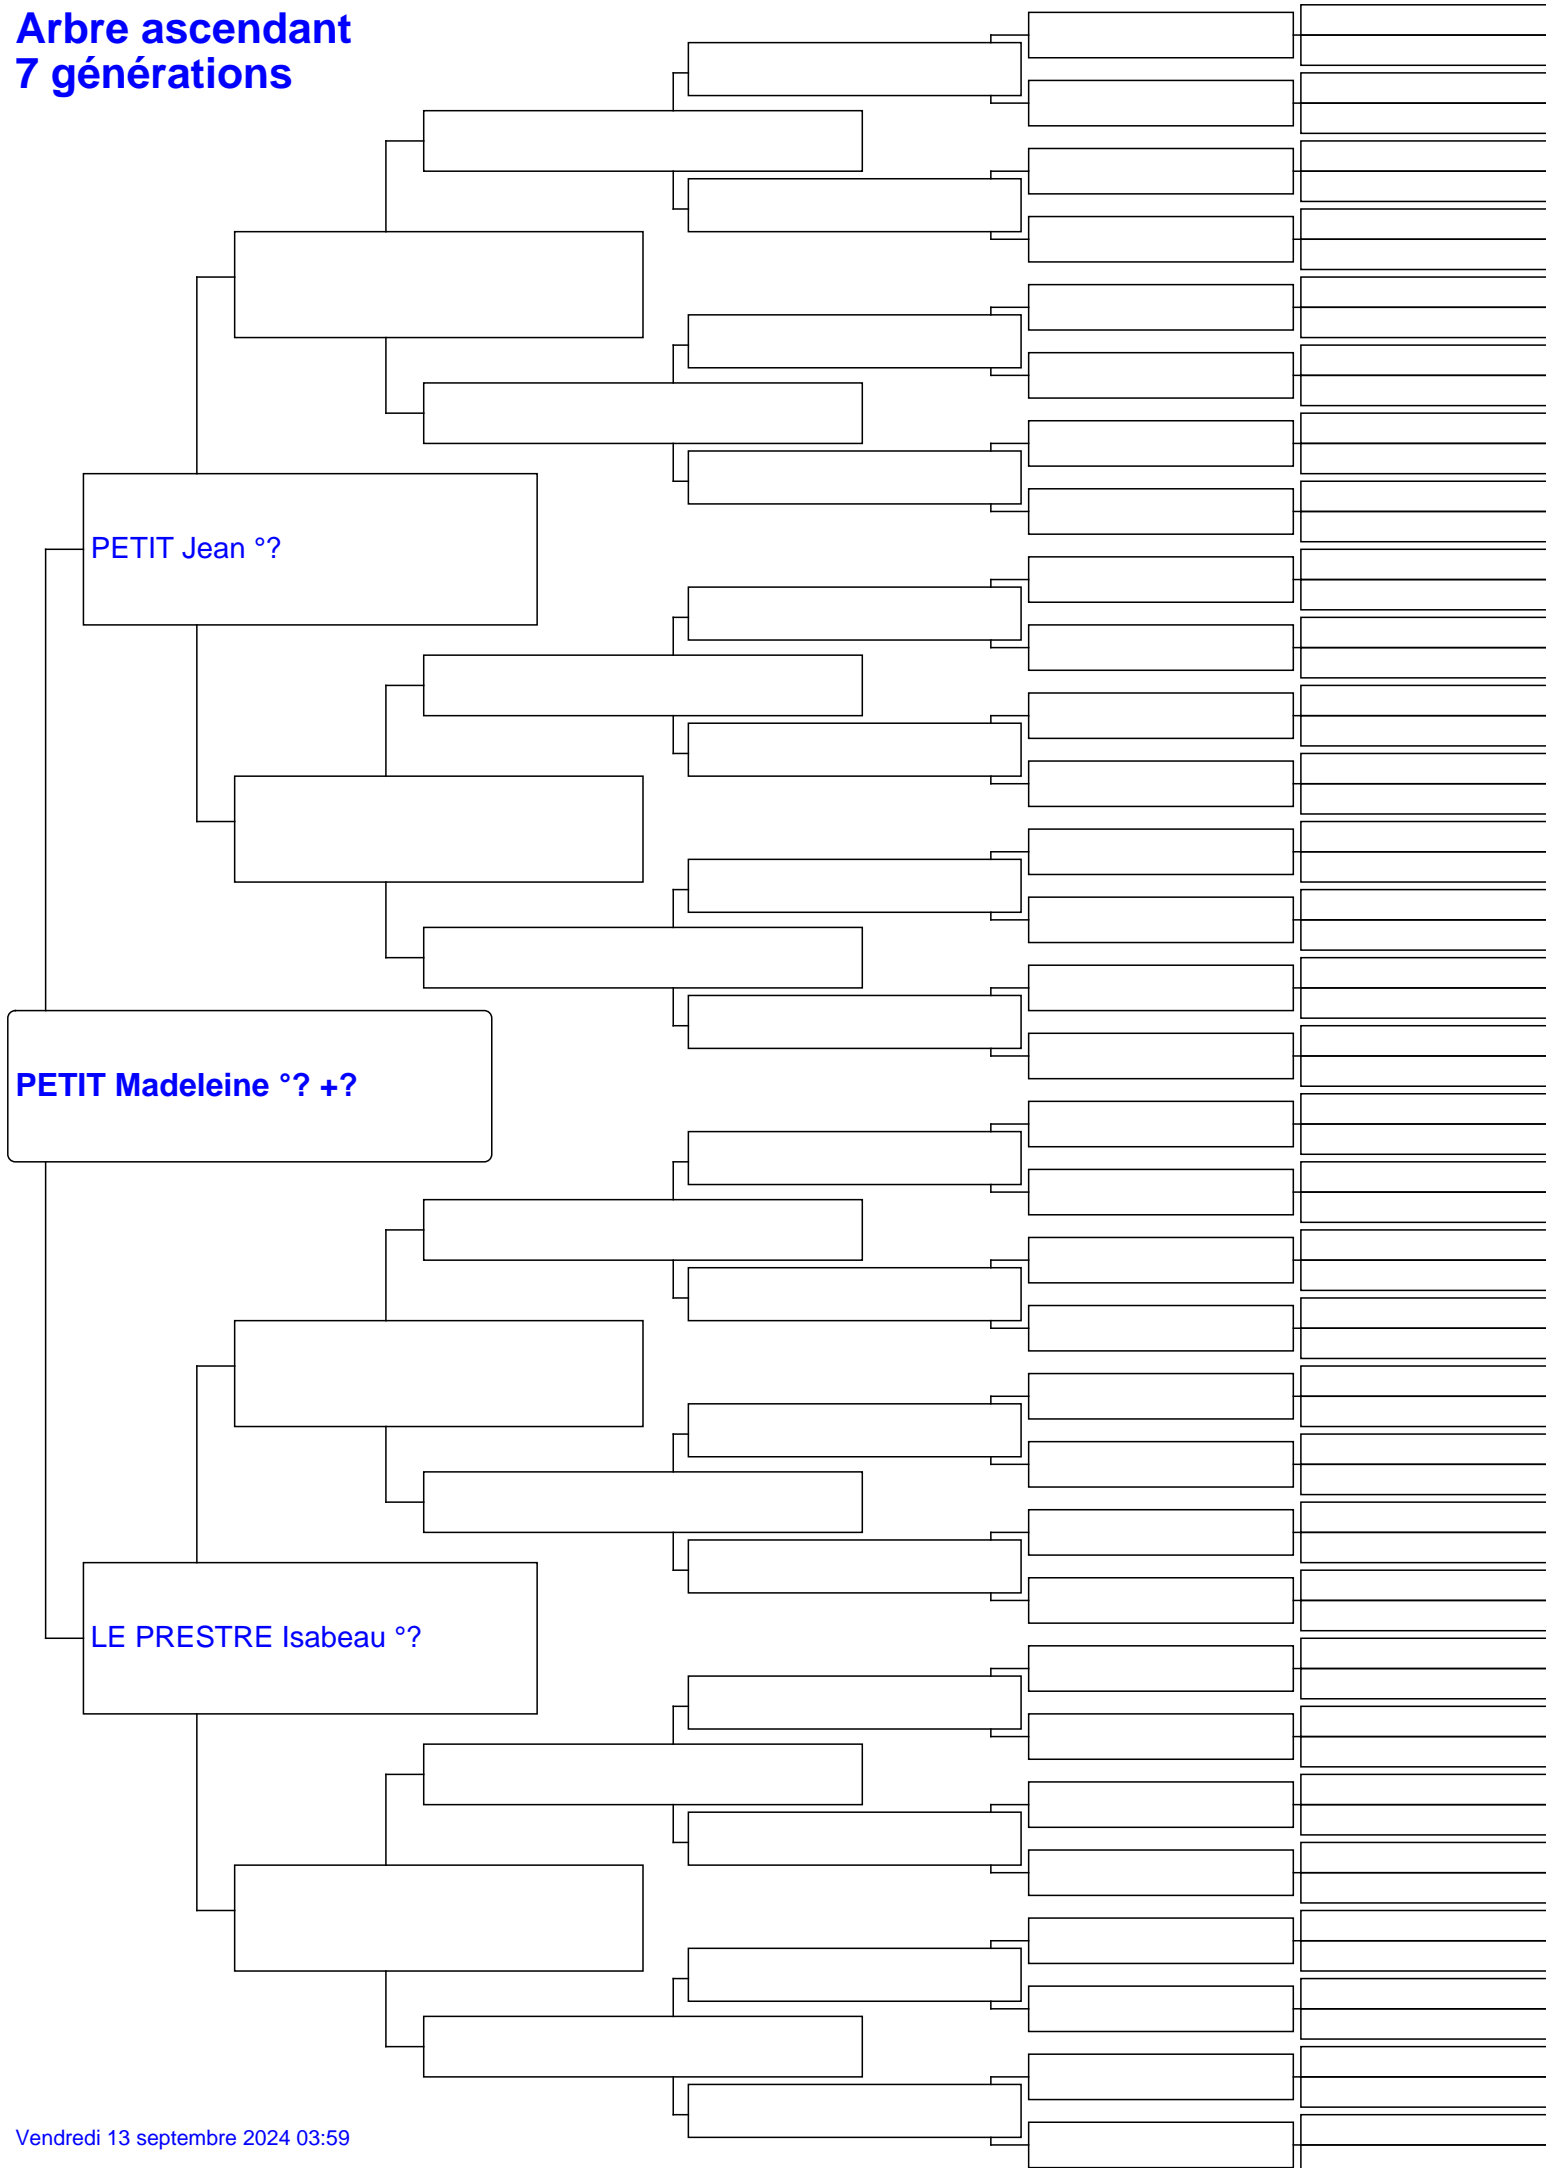 Arbre ascendant
7 générations
PETIT Jean °?
PETIT Madeleine °? +?
LE PRESTRE Isabeau °?
Vendredi 13 septembre 2024 03:59